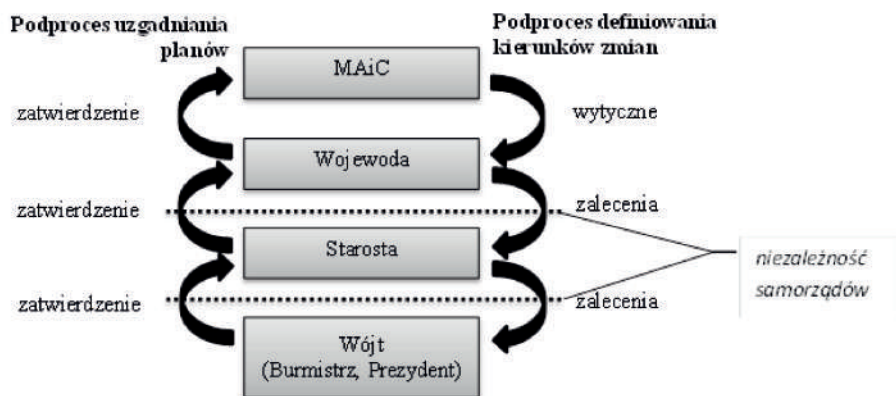 Podproces uzgadniania
planów
Podproces definiowania
kierunków zmian
MAiC
zatwierdzenie
wytyczne
Wojewoda
zatwierdzenie
zalecenia
Starosta
niezależność
samorządów
zatwierdzenie
zalecenia
Wójt
(Burmistrz, Prezydent)